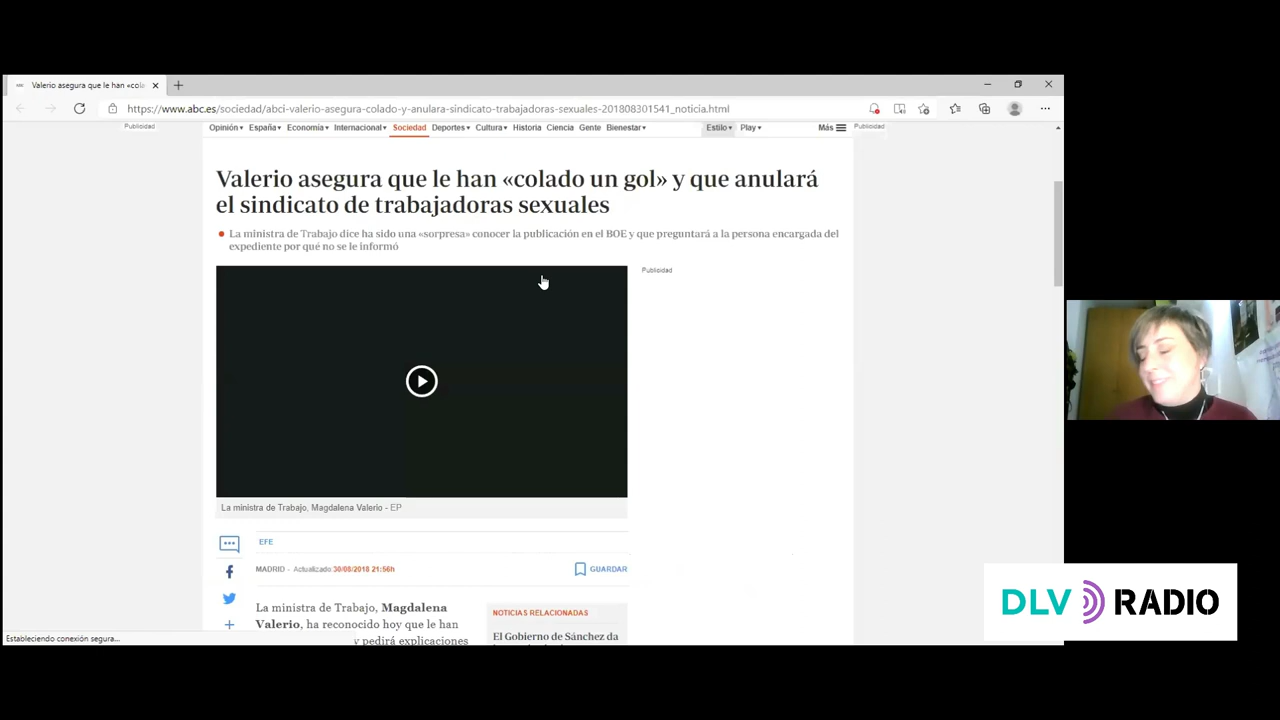 Valerio asegura que le han «cola
https://www.abc.es/sociedad/abci-valerio-asegura-colado-y-anulara-sindicato-trabajadoras-sexuales-201808301541_noticia.html
Publicidad
Opinión España Economía Internacional Sociedad Deportes Cultura Historia Ciencia Gente Bienestar Estilo Play Más
Publicidad
Valerio asegura que le han «colado un gol» y que anulará
el sindicato de trabajadoras sexuales
La ministra de Trabajo dice ha sido una «sorpresa» conocer la publicación en el BOE y que preguntará a la persona encargada del
expediente por qué no se le informó
Publicidad
La ministra de Trabajo, Magdalena Valerio - EP
EFE
MADRID - Actualizado 30/08/2018 21:56h
GUARDAR
La ministra de Trabajo, Magdalena
Valerio, ha reconocido hoy que le han
y pedirá explicaciones
NOTICIAS RELACIONADAS
El Gobierno de Sánchez da
Estableciendo conexión segura...
DLV RADIO